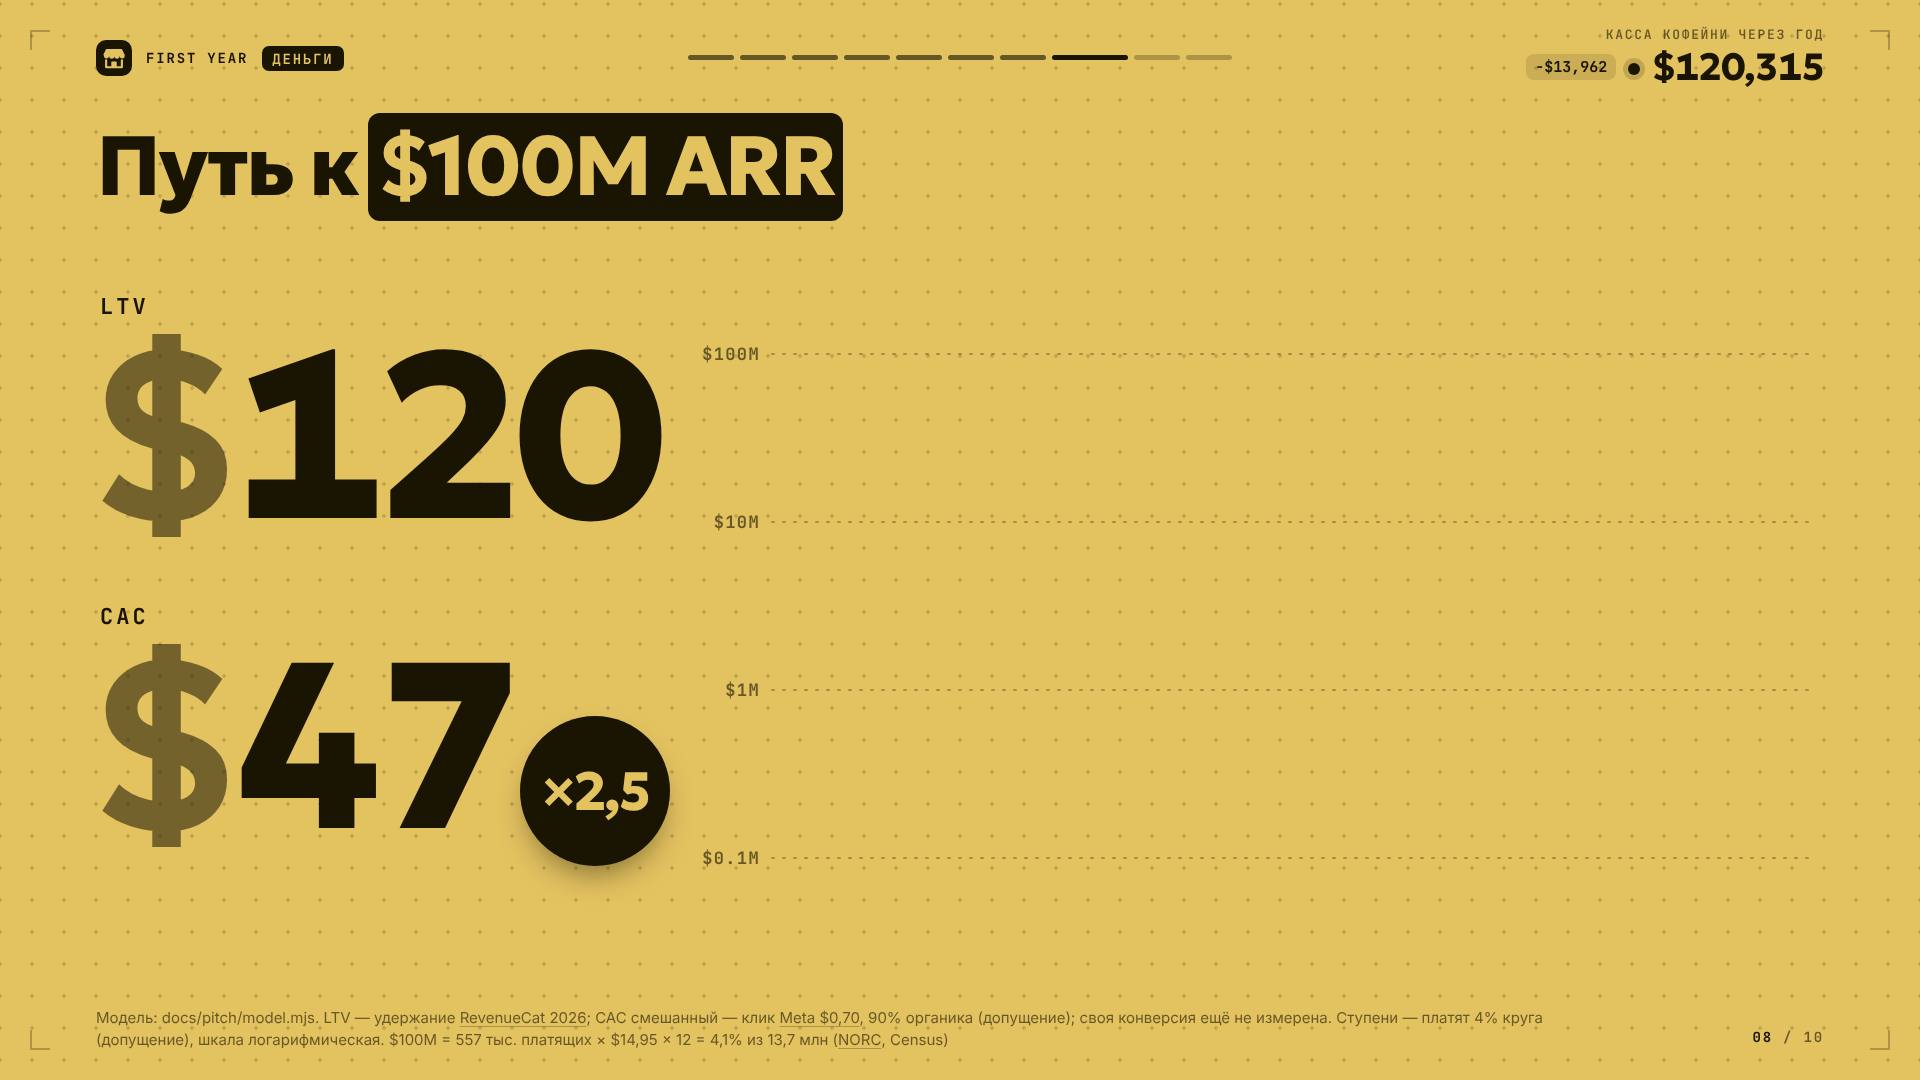 FIRST YEAR ДЕНЬГИ
КАССА КОФЕЙНИ ЧЕРЕЗ ГОД
-$13,962 $120,315
Путь к $100M ARR
LTV
$120
CAC
$47
×2,5
$100M
$10M
$1M
$0.1M
Модель: docs/pitch/model.mjs. LTV — удержание RevenueCat 2026; CAC смешанный — клик Meta $0,70, 90% органика (допущение); своя конверсия ещё не измерена. Ступени — платят 4% круга
(допущение), шкала логарифмическая. $100M = 557 тыс. платящих × $14,95 × 12 = 4,1% из 13,7 млн (NORC, Census)
08 / 10